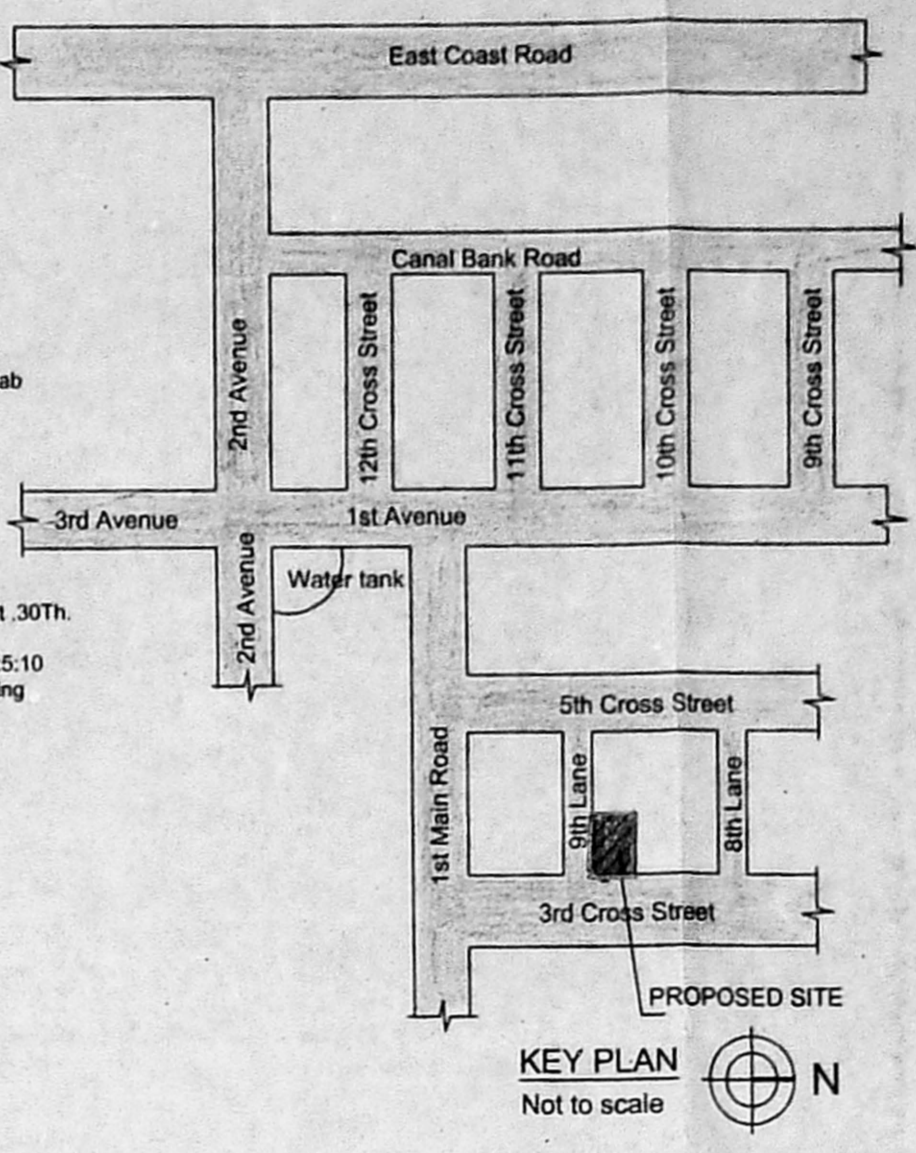 East Coast Road
Canal Bank Road
2nd Avenue
12th Cross Street
11th Cross Street
10th Cross Street
9th Cross Street
ab
3rd Avenue
1st Avenue
2nd Avenue
Water tank
t .30Th.
5:10
ng
5th Cross Street
1st Main Road
9th Lane
8th Lane
3rd Cross Street
PROPOSED SITE
KEY PLAN
N
Not to scale